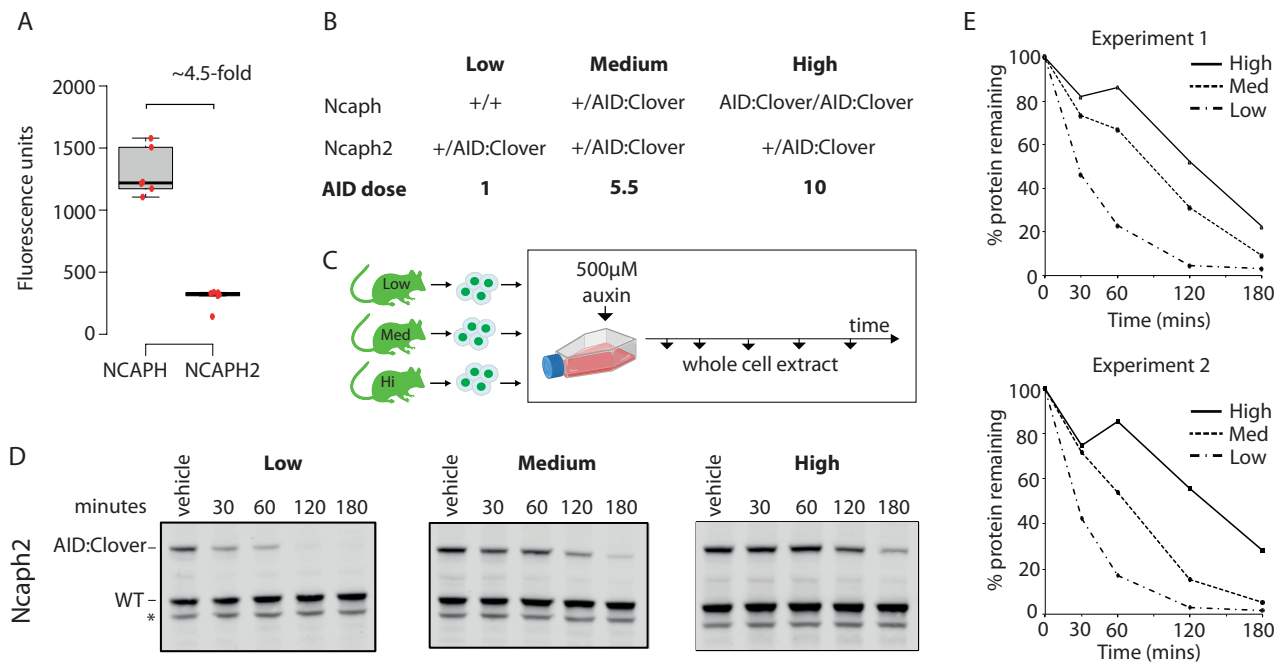 A
~4.5-fold
Fluorescence units
2000
1500
1000
500
0
NCAPH NCAPH2
B
Low Medium High
Ncaph +/+ +/AID:Clover AID:Clover/AID:Clover
Ncaph2 +/AID:Clover +/AID:Clover +/AID:Clover
AID dose 1 5.5 10
C
Low
Med
Hi
500μM
auxin
time
whole cell extract
D
Ncaph2
Low
minutes vehicle 30 60 120 180
AID:Clover–
WT –
*
Medium
vehicle 30 60 120 180
High
vehicle 30 60 120 180
E
Experiment 1
% protein remaining
100
80
60
40
20
0
High
Med
Low
0 30 60 120 180
Time (mins)
Experiment 2
% protein remaining
100
80
60
40
20
0
High
Med
Low
0 30 60 120 180
Time (mins)